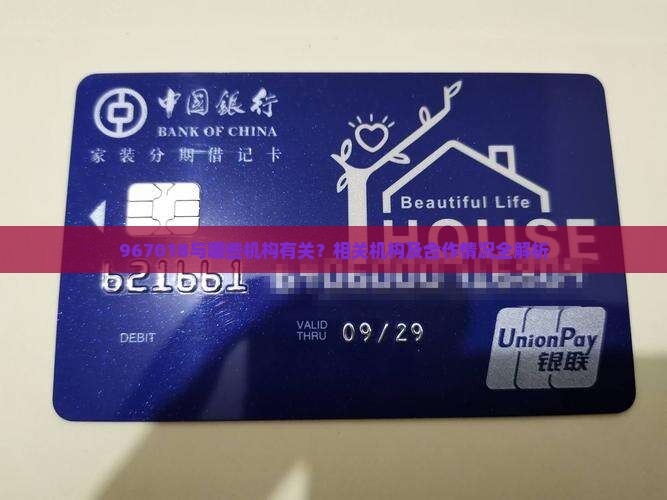 中国银行
BANK OF CHINA
家装分期借记卡
Beautiful Life
HOUSE
967038与哪些机构有关？相关机构及合作情况全解析
621661
DEBIT
VALID
THRU
09/29
UnionPay
银联